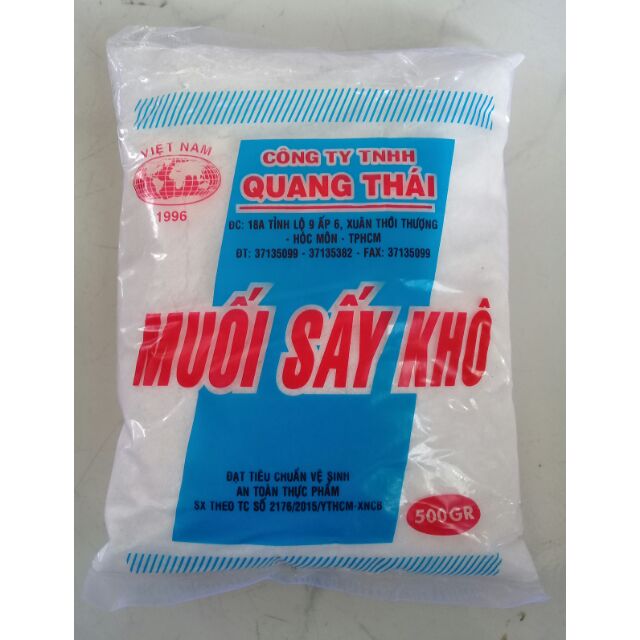 VIỆT NAM
1996
CÔNG TY TNHH
QUANG THÁI
ĐC: 18A TỈNH LỘ 9 ẤP 6, XUÂN THỚI THƯỢNG
- HÓC MÔN - TPHCM
ĐT: 37135099 - 37135382 - FAX: 37135099
MUỐI SẤY KHÔ
ĐẠT TIÊU CHUẨN VỆ SINH
AN TOÀN THỰC PHẨM
SX THEO TC SỐ 2176/2015/YTHCM-XNCB
500GR